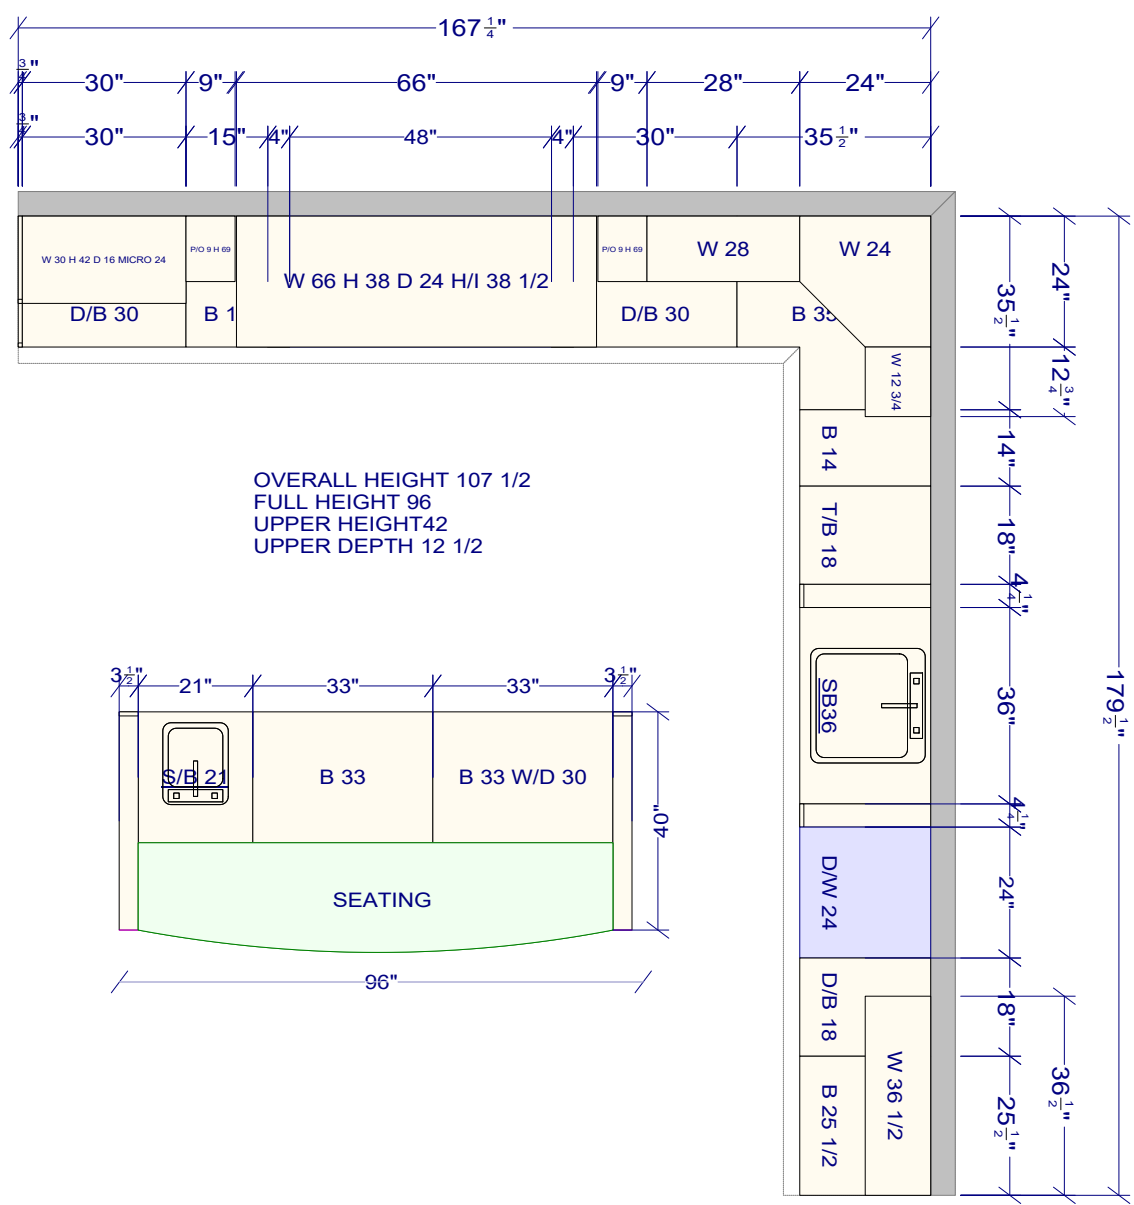 167 1/4"
3/4" 30" 9" 66" 9" 28" 24"
3/4" 30" 15" 4" 48" 4" 30" 35 1/2"
W 30 H 42 D 16 MICRO 24
P/O 9 H 69
W 66 H 38 D 24 H/I 38 1/2
P/O 9 H 69
W 28
W 24
D/B 30
B 1
D/B 30
B 35
W 12 3/4
24"
35 1/2"
12 3/4"
B 14
14"
OVERALL HEIGHT 107 1/2
FULL HEIGHT 96
UPPER HEIGHT42
UPPER DEPTH 12 1/2
T/B 18
18"
4 1/4"
SB36
36"
179 1/2"
4 1/4"
3 1/2" 21" 33" 33" 3 1/2"
S/B 21
B 33
B 33 W/D 30
40"
SEATING
96"
D/W 24
24"
D/B 18
18"
W 36 1/2
36 1/2"
B 25 1/2
25 1/2"